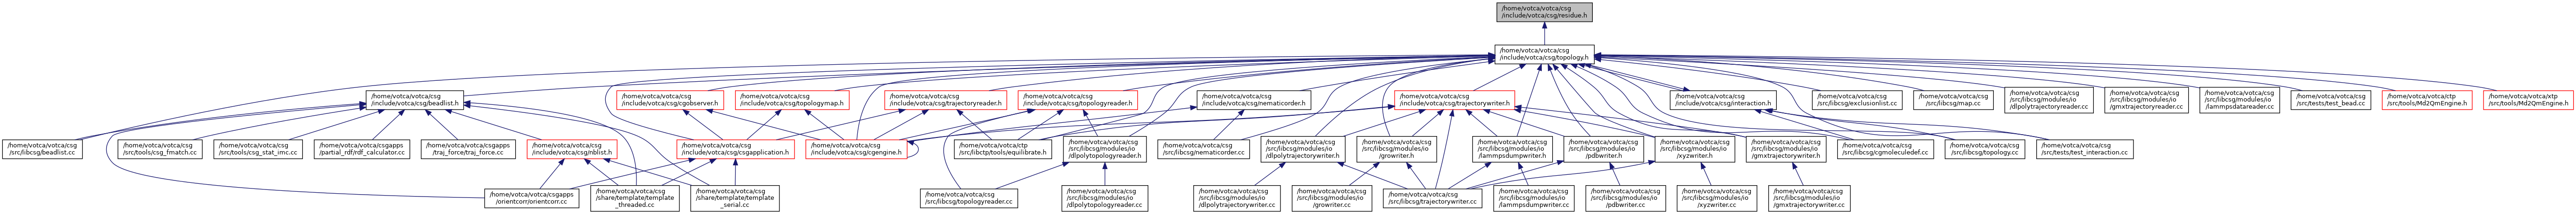 /home/votca/votca/csg
/include/votca/csg/residue.h
/home/votca/votca/csg
/include/votca/csg/topology.h
/home/votca/votca/csg
/include/votca/csg/beadlist.h
/home/votca/votca/csg
/include/votca/csg/cgobserver.h
/home/votca/votca/csg
/include/votca/csg/topologymap.h
/home/votca/votca/csg
/include/votca/csg/trajectoryreader.h
/home/votca/votca/csg
/include/votca/csg/topologyreader.h
/home/votca/votca/csg
/include/votca/csg/nematicorder.h
/home/votca/votca/csg
/include/votca/csg/trajectorywriter.h
/home/votca/votca/csg
/include/votca/csg/interaction.h
/home/votca/votca/csg
/src/libcsg/exclusionlist.cc
/home/votca/votca/csg
/src/libcsg/map.cc
/home/votca/votca/csg
/src/libcsg/modules/io
/dlpolytrajectoryreader.cc
/home/votca/votca/csg
/src/libcsg/modules/io
/gmxtrajectoryreader.cc
/home/votca/votca/csg
/src/libcsg/modules/io
/lammpsdatareader.cc
/home/votca/votca/csg
/src/tests/test_bead.cc
/home/votca/votca/ctp
/src/tools/Md2QmEngine.h
/home/votca/votca/xtp
/src/tools/Md2QmEngine.h
/home/votca/votca/csg
/src/libcsg/beadlist.cc
/home/votca/votca/csg
/src/tools/csg_fmatch.cc
/home/votca/votca/csg
/src/tools/csg_stat_imc.cc
/home/votca/votca/csgapps
/partial_rdf/rdf_calculator.cc
/home/votca/votca/csgapps
/traj_force/traj_force.cc
/home/votca/votca/csg
/include/votca/csg/nblist.h
/home/votca/votca/csg
/include/votca/csg/csgapplication.h
/home/votca/votca/csg
/include/votca/csg/cgengine.h
/home/votca/votca/ctp
/src/libctp/tools/equilibrate.h
/home/votca/votca/csg
/src/libcsg/modules/io
/dlpolytopologyreader.h
/home/votca/votca/csg
/src/libcsg/nematicorder.cc
/home/votca/votca/csg
/src/libcsg/modules/io
/dlpolytrajectorywriter.h
/home/votca/votca/csg
/src/libcsg/modules/io
/growriter.h
/home/votca/votca/csg
/src/libcsg/modules/io
/lammpsdumpwriter.h
/home/votca/votca/csg
/src/libcsg/modules/io
/pdbwriter.h
/home/votca/votca/csg
/src/libcsg/modules/io
/xyzwriter.h
/home/votca/votca/csg
/src/libcsg/modules/io
/gmxtrajectorywriter.h
/home/votca/votca/csg
/src/libcsg/cgmoleculedef.cc
/home/votca/votca/csg
/src/libcsg/topology.cc
/home/votca/votca/csg
/src/tests/test_interaction.cc
/home/votca/votca/csgapps
/orientcorr/orientcorr.cc
/home/votca/votca/csg
/share/template/template
_threaded.cc
/home/votca/votca/csg
/share/template/template
_serial.cc
/home/votca/votca/csg
/src/libcsg/topologyreader.cc
/home/votca/votca/csg
/src/libcsg/modules/io
/dlpolytopologyreader.cc
/home/votca/votca/csg
/src/libcsg/modules/io
/dlpolytrajectorywriter.cc
/home/votca/votca/csg
/src/libcsg/modules/io
/growriter.cc
/home/votca/votca/csg
/src/libcsg/trajectorywriter.cc
/home/votca/votca/csg
/src/libcsg/modules/io
/lammpsdumpwriter.cc
/home/votca/votca/csg
/src/libcsg/modules/io
/pdbwriter.cc
/home/votca/votca/csg
/src/libcsg/modules/io
/xyzwriter.cc
/home/votca/votca/csg
/src/libcsg/modules/io
/gmxtrajectorywriter.cc